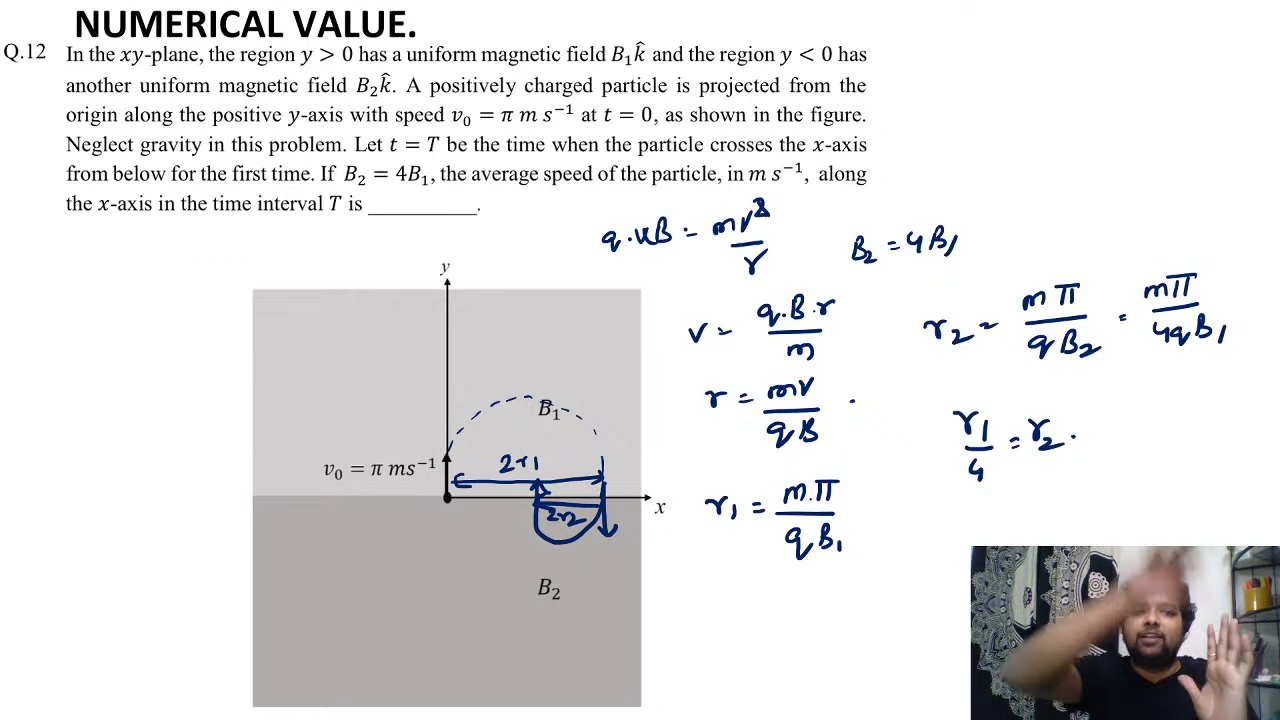 NUMERICAL VALUE.
Q.12 In the xy-plane, the region y > 0 has a uniform magnetic field B₁k̂ and the region y < 0 has
another uniform magnetic field B₂k̂. A positively charged particle is projected from the
origin along the positive y-axis with speed v₀ = π m s⁻¹ at t = 0, as shown in the figure.
Neglect gravity in this problem. Let t = T be the time when the particle crosses the x-axis
from below for the first time. If B₂ = 4B₁, the average speed of the particle, in m s⁻¹, along
the x-axis in the time interval T is __________.
q.vB = mv²/r
B₂ = 4B₁
v = q.B.r/m
r₂ = mπ/qB₂ = mπ/4qB₁
r = mv/qB
r₁/4 = r₂.
r₁ = m.π/qB₁
y
B₁
v₀ = π ms⁻¹
2r₁
x
2r₂
B₂